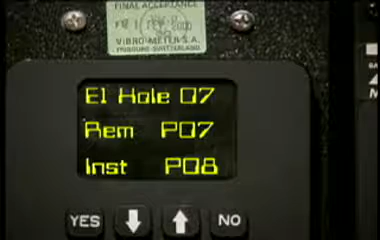 FINAL ACCEPTANCE
VIBRO-METER S.A.
FRIBOURG SWITZERLAND
El Hole 07
Rem P07
Inst P08
YES
NO